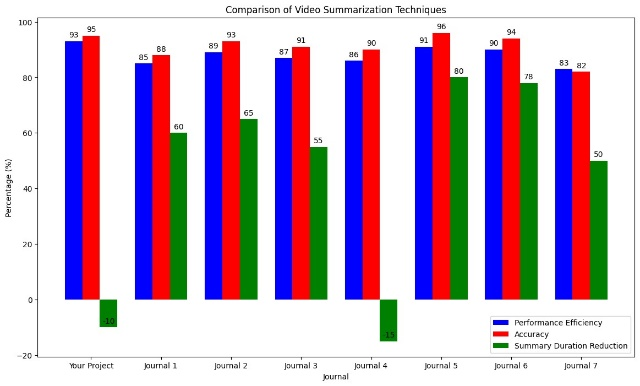 Comparison of Video Summarization Techniques
Percentage (%)
100
80
60
40
20
0
−20
93 95 -10
85 88 60
89 93 65
87 91 55
86 90 -15
91 96 80
90 94 78
83 82 50
Your Project Journal 1 Journal 2 Journal 3 Journal 4 Journal 5 Journal 6 Journal 7
Journal
Performance Efficiency
Accuracy
Summary Duration Reduction